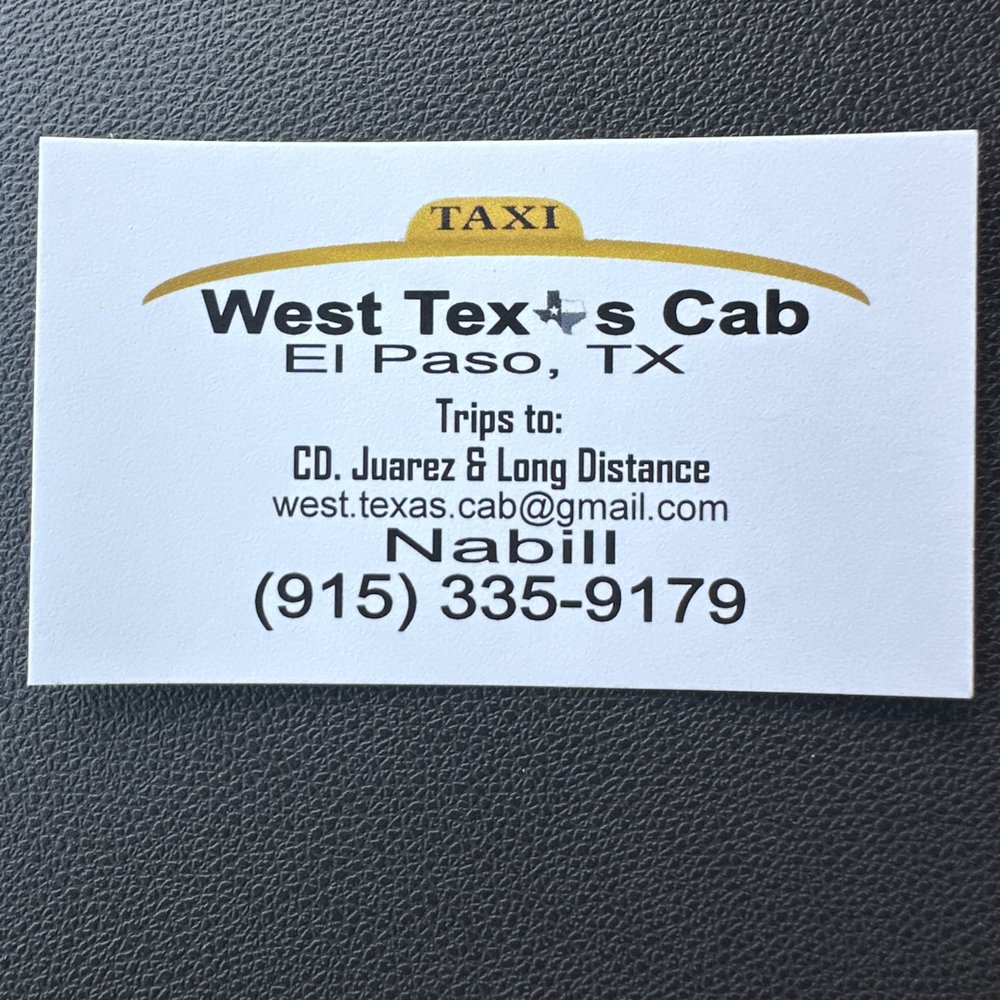 TAXI
West Texas Cab
El Paso, TX
Trips to:
CD. Juarez & Long Distance
west.texas.cab@gmail.com
Nabill
(915) 335-9179